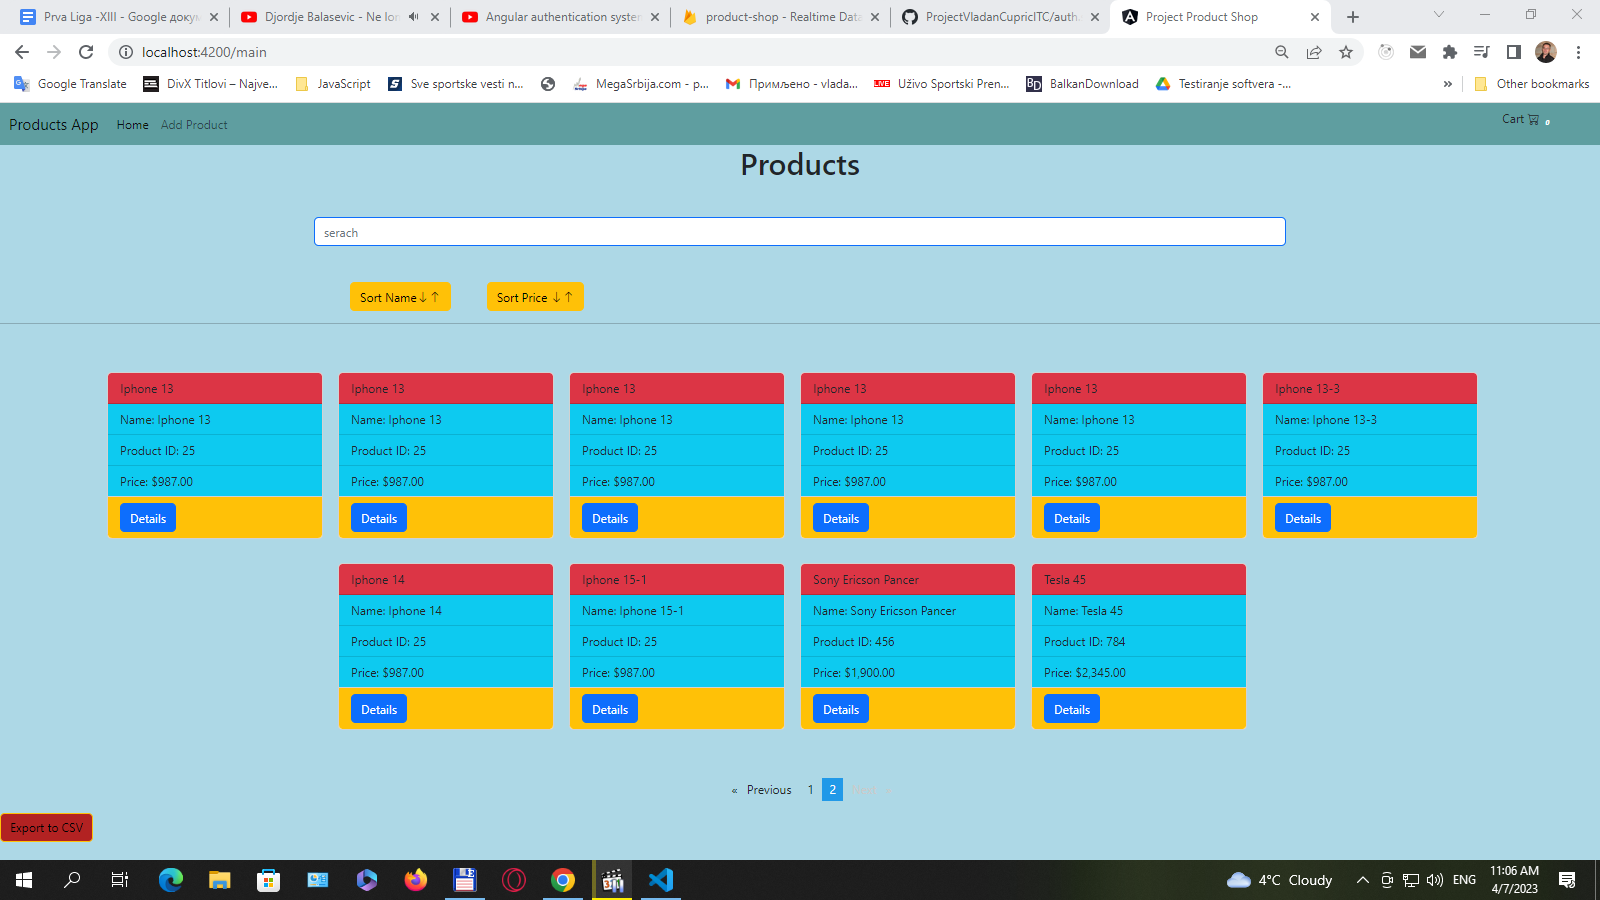 Prva Liga -XIII - Google докум
Djordje Balasevic - Ne lom
Angular authentication system
product-shop - Realtime Data
ProjectVladanCupricITC/auth
Project Product Shop
localhost:4200/main
Google Translate
DivX Titlovi – Najve...
JavaScript
Sve sportske vesti n...
MegaSrbija.com - p...
Примљено - vlada...
LIVE
Uživo Sportski Pren...
BD
BalkanDownload
Testiranje softvera -...
»
Other bookmarks
Products App
Home
Add Product
Cart 0
Products
serach
Sort Name ↓↑
Sort Price ↓↑
Iphone 13
Name: Iphone 13
Product ID: 25
Price: $987.00
Details
Iphone 13
Name: Iphone 13
Product ID: 25
Price: $987.00
Details
Iphone 13
Name: Iphone 13
Product ID: 25
Price: $987.00
Details
Iphone 13
Name: Iphone 13
Product ID: 25
Price: $987.00
Details
Iphone 13
Name: Iphone 13
Product ID: 25
Price: $987.00
Details
Iphone 13-3
Name: Iphone 13-3
Product ID: 25
Price: $987.00
Details
Iphone 14
Name: Iphone 14
Product ID: 25
Price: $987.00
Details
Iphone 15-1
Name: Iphone 15-1
Product ID: 25
Price: $987.00
Details
Sony Ericson Pancer
Name: Sony Ericson Pancer
Product ID: 456
Price: $1,900.00
Details
Tesla 45
Name: Tesla 45
Product ID: 784
Price: $2,345.00
Details
« Previous 1 2 Next »
Export to CSV
4°C Cloudy
ENG
11:06 AM
4/7/2023